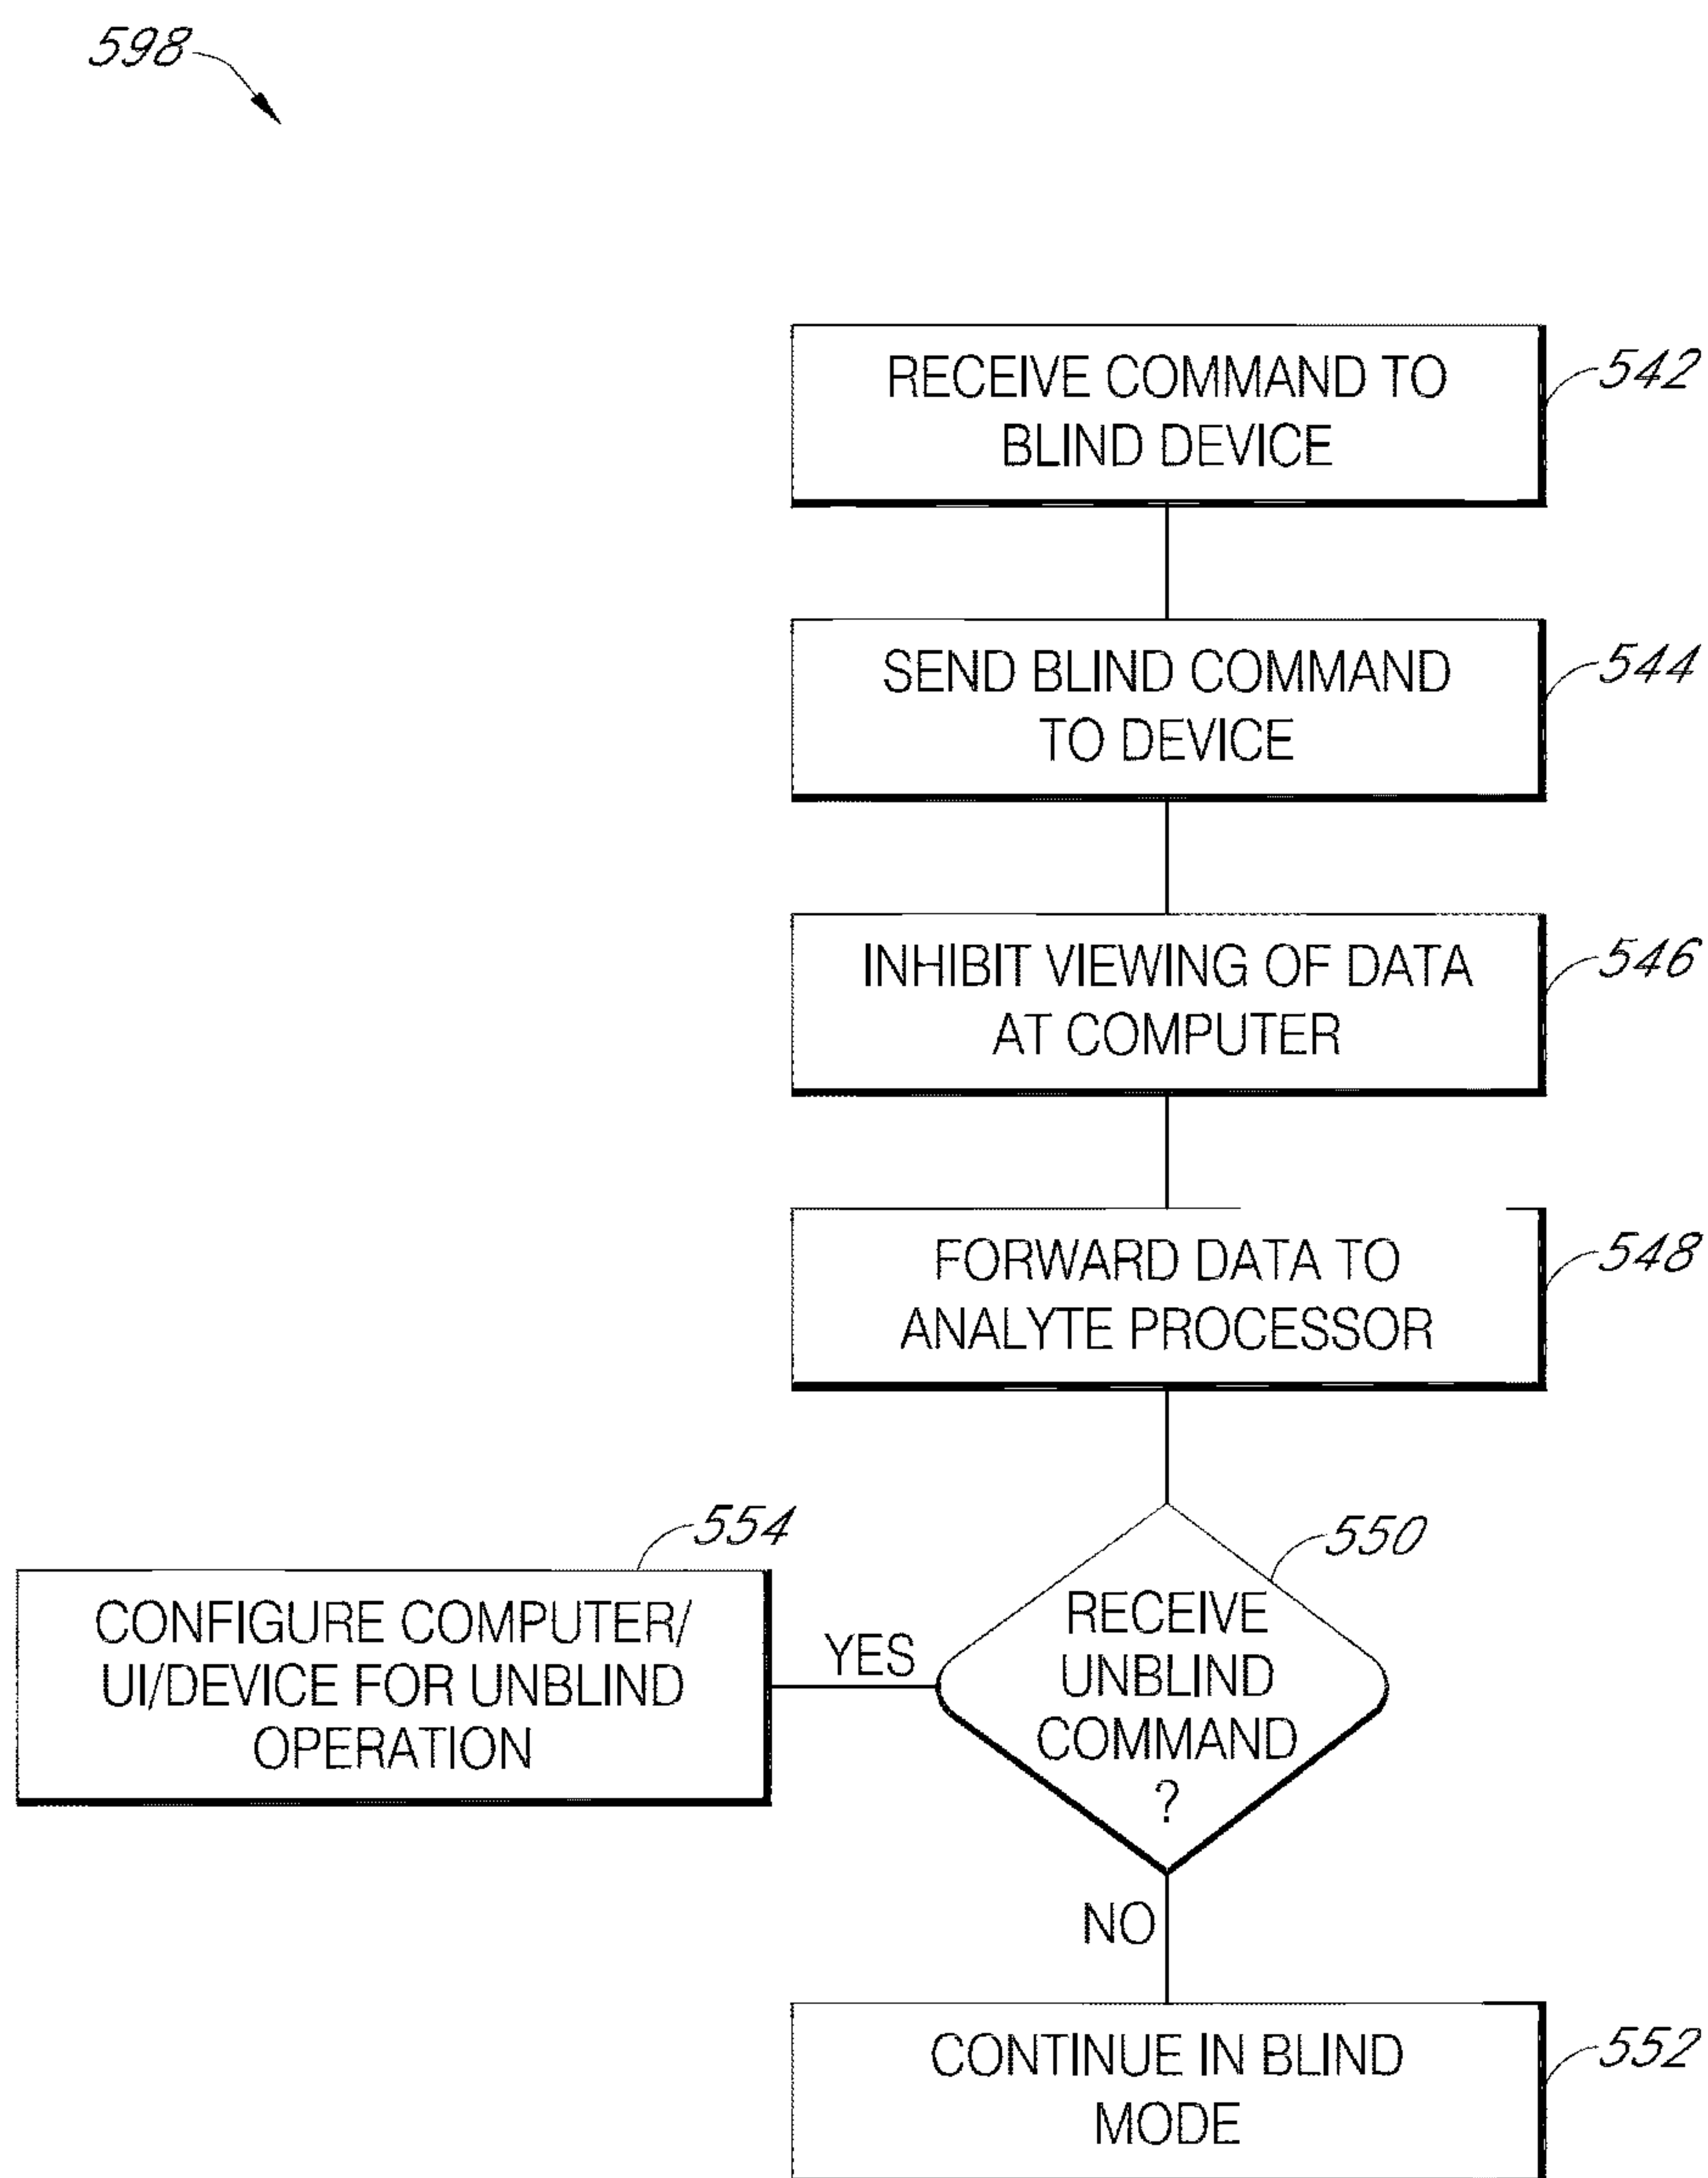 598
RECEIVE COMMAND TO
BLIND DEVICE
542
SEND BLIND COMMAND
TO DEVICE
544
INHIBIT VIEWING OF DATA
AT COMPUTER
546
FORWARD DATA TO
ANALYTE PROCESSOR
548
RECEIVE
UNBLIND
COMMAND
?
550
YES
CONFIGURE COMPUTER/
UI/DEVICE FOR UNBLIND
OPERATION
554
NO
CONTINUE IN BLIND
MODE
552